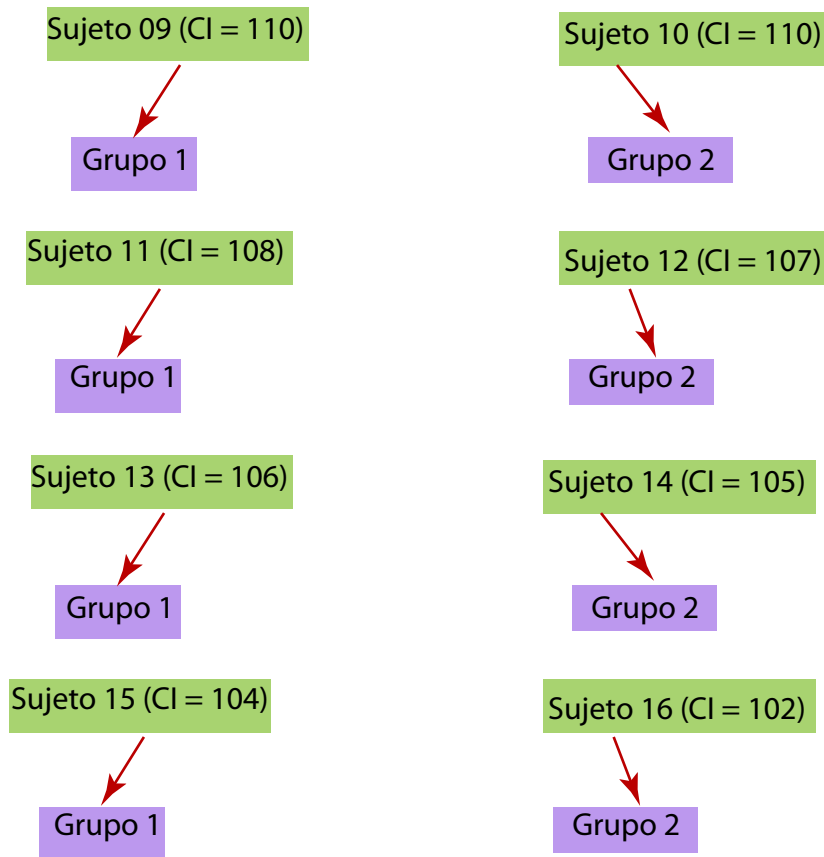 Sujeto 09 (CI = 110)
Sujeto 10 (CI = 110)
Grupo 1
Grupo 2
Sujeto 11 (CI = 108)
Sujeto 12 (CI = 107)
Grupo 1
Grupo 2
Sujeto 13 (CI = 106)
Sujeto 14 (CI = 105)
Grupo 1
Grupo 2
Sujeto 15 (CI = 104)
Sujeto 16 (CI = 102)
Grupo 1
Grupo 2